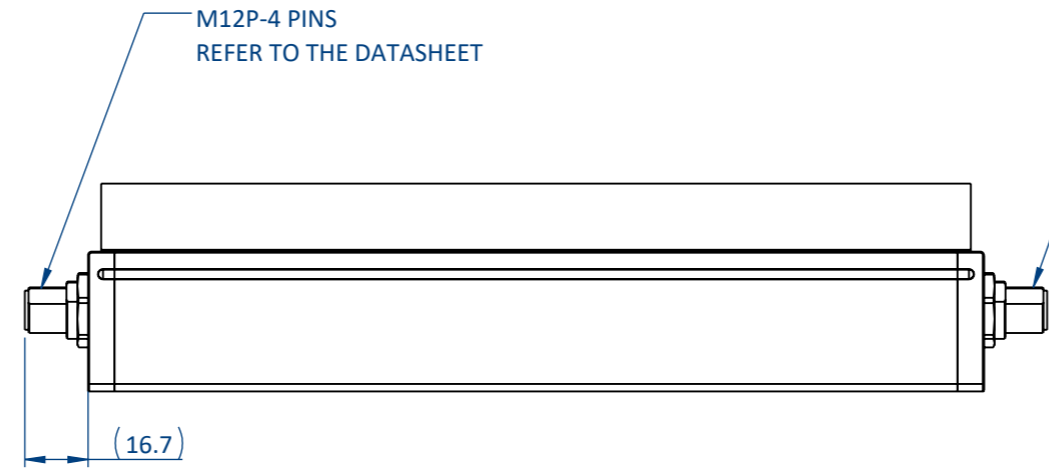 M12P-4 PINS
REFER TO THE DATASHEET
(16.7)